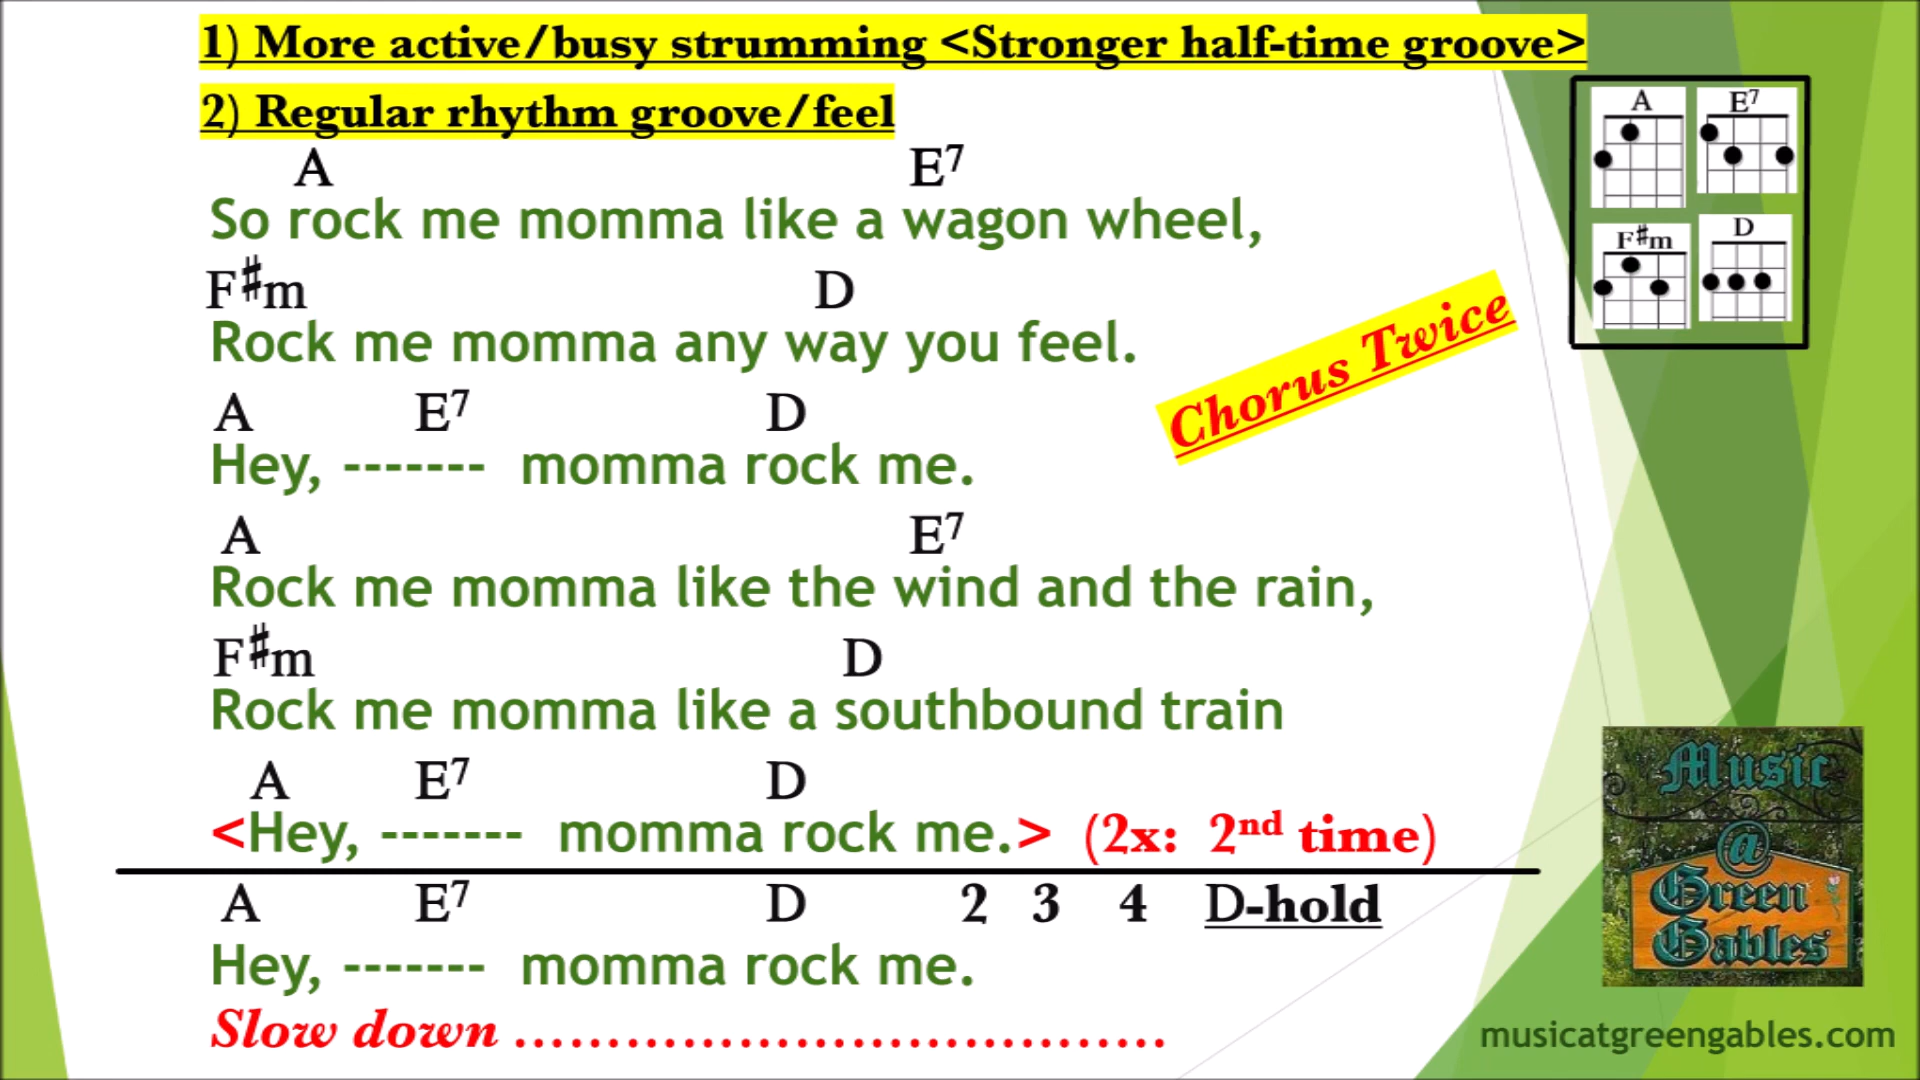 1) More active/busy strumming <Stronger half-time groove>
2) Regular rhythm groove/feel
A E7
So rock me momma like a wagon wheel,
F♯m D
Rock me momma any way you feel.
A E7 D
Hey, ------- momma rock me.
A E7
Rock me momma like the wind and the rain,
F♯m D
Rock me momma like a southbound train
A E7 D
<Hey, ------- momma rock me.> (2x: 2nd time)
A E7 D 2 3 4 D-hold
Hey, ------- momma rock me.
Slow down ..................................
Chorus Twice
A E7
F♯m D
Music
@
Green
Gables
musicatgreengables.com